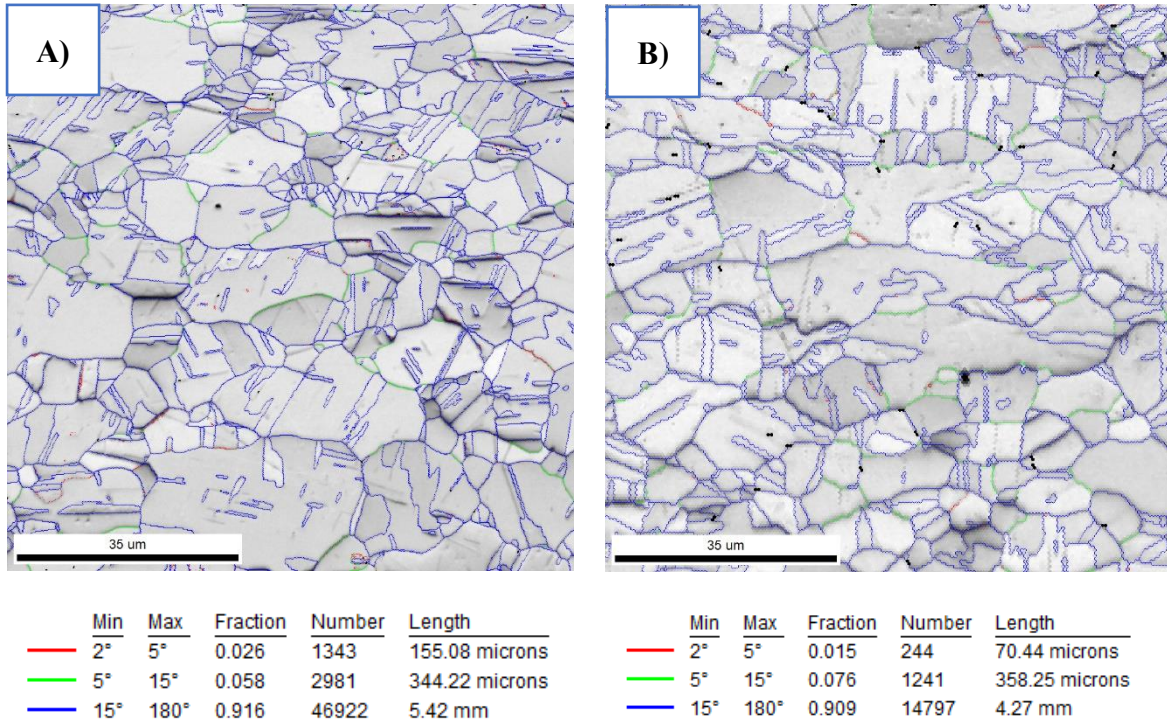 A)
B)
35 um
35 um
Min Max Fraction Number Length
2° 5° 0.026 1343 155.08 microns
5° 15° 0.058 2981 344.22 microns
15° 180° 0.916 46922 5.42 mm
Min Max Fraction Number Length
2° 5° 0.015 244 70.44 microns
5° 15° 0.076 1241 358.25 microns
15° 180° 0.909 14797 4.27 mm